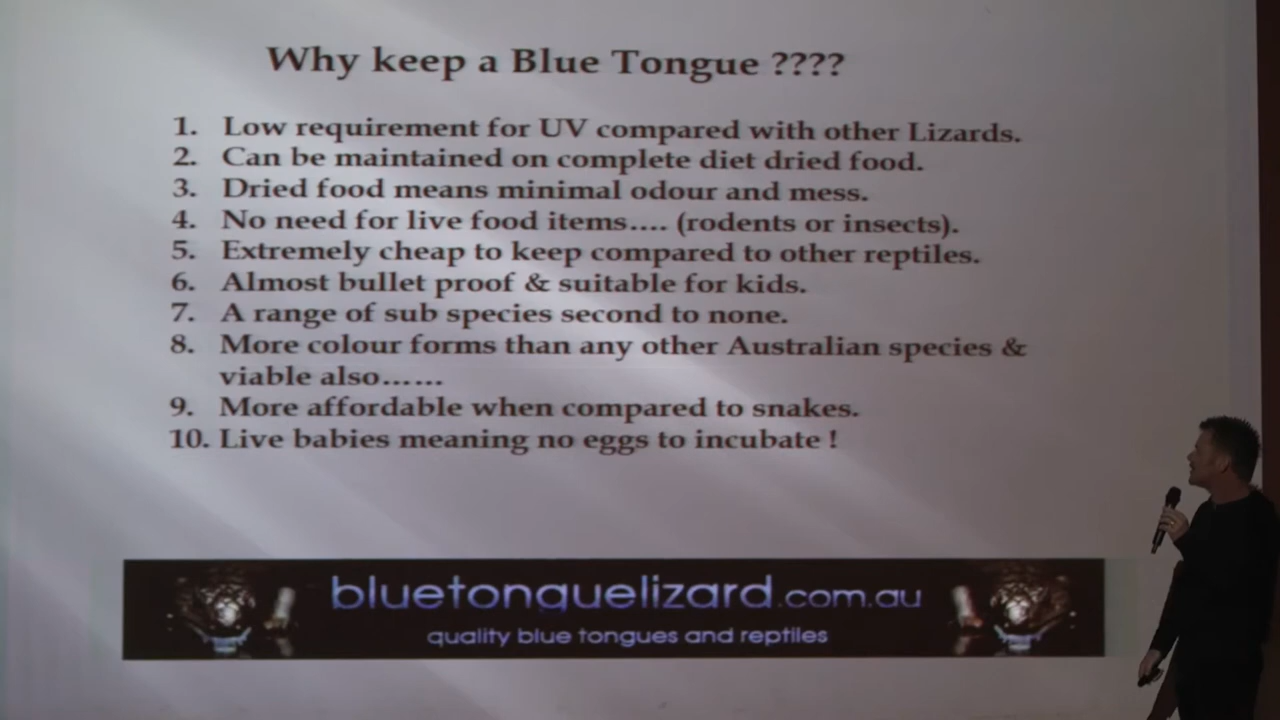 Why keep a Blue Tongue ????
1. Low requirement for UV compared with other Lizards.
2. Can be maintained on complete diet dried food.
3. Dried food means minimal odour and mess.
4. No need for live food items.... (rodents or insects).
5. Extremely cheap to keep compared to other reptiles.
6. Almost bullet proof & suitable for kids.
7. A range of sub species second to none.
8. More colour forms than any other Australian species &
viable also......
9. More affordable when compared to snakes.
10. Live babies meaning no eggs to incubate !
bluetonguelizard.com.au
quality blue tongues and reptiles